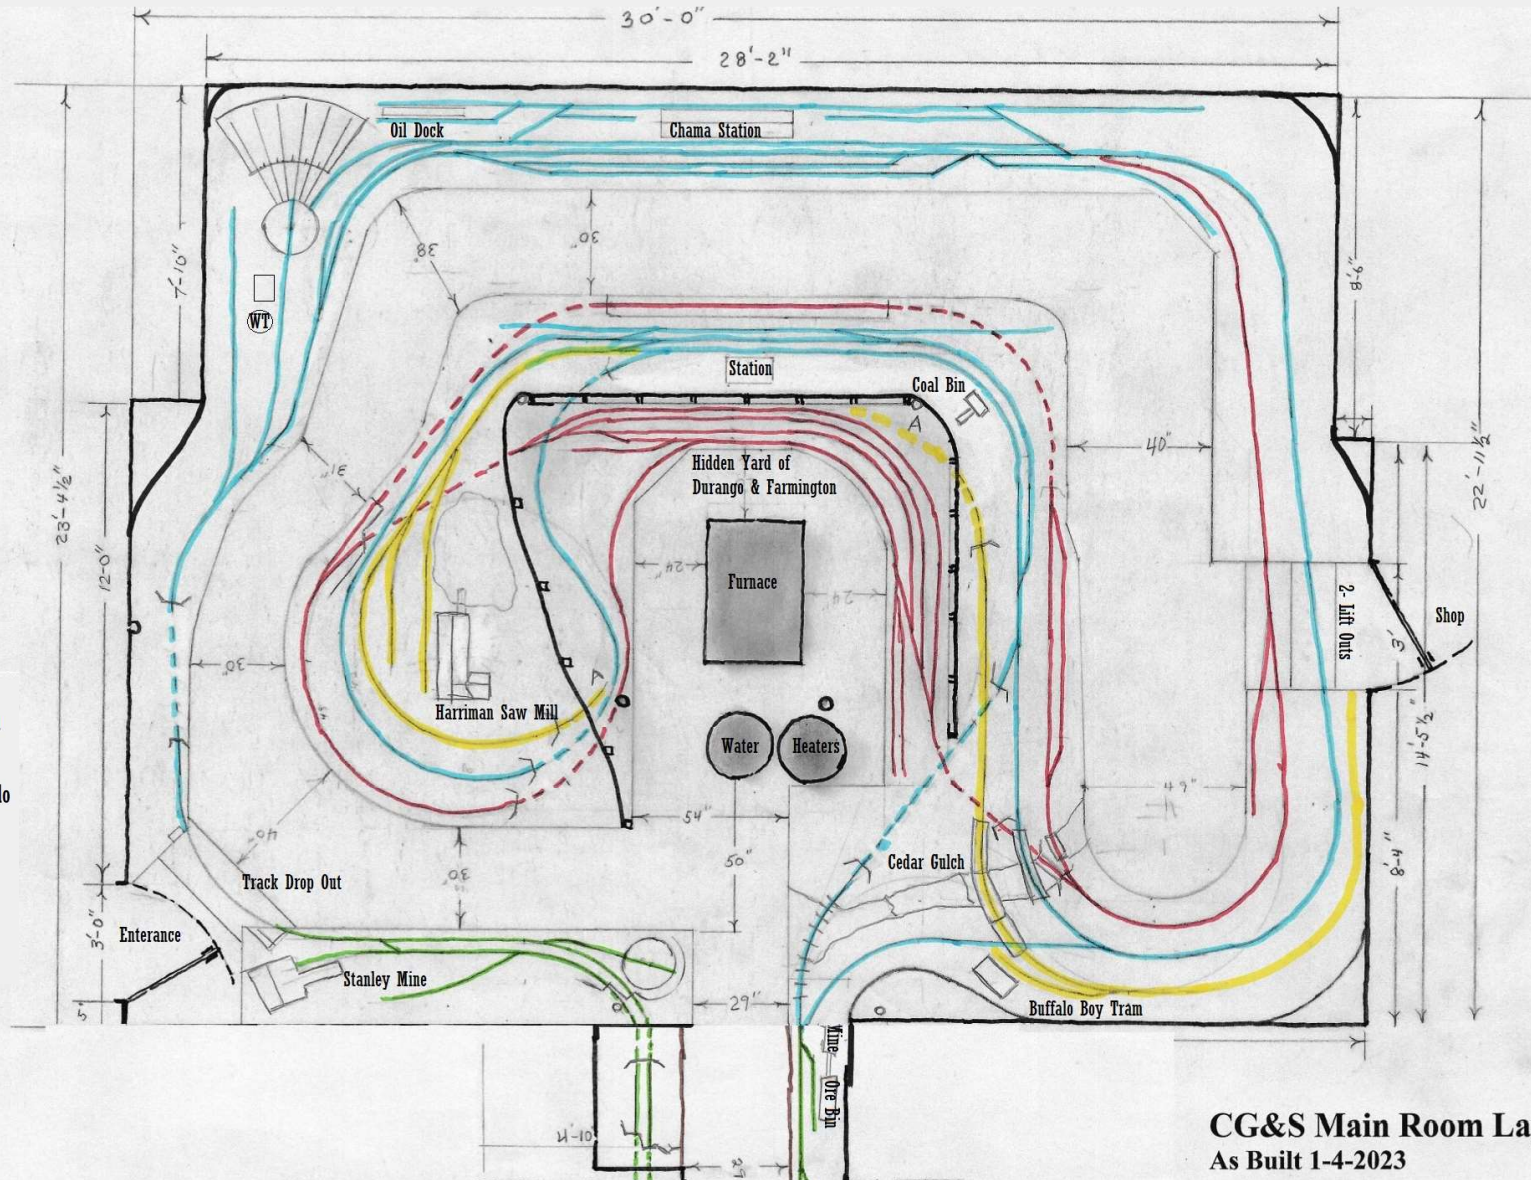 30'-0"
28'-2"
Oil Dock
Chama Station
7'-10"
38"
30"
8'-6"
WT
Station
Coal Bin
A
31"
40"
22'-11½"
23'-4½"
Hidden Yard of
Durango & Farmington
12'-0"
24"
Furnace
24"
2- Lift Outs
3'
Shop
30"
A
Harriman Saw Mill
Water
Heaters
14'-5½"
lo
54"
49"
40"
50"
Cedar Gulch
8'-4"
Track Drop Out
30"
3'-0"
Enterance
Stanley Mine
5"
29"
Buffalo Boy Tram
Mine
Ore Bin
4'-10"
CG&S Main Room La
As Built 1-4-2023